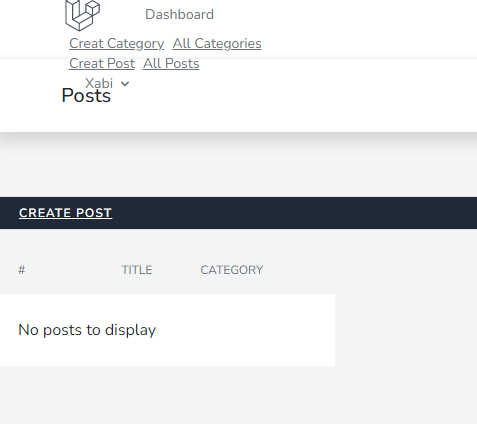 Dashboard
Creat Category All Categories
Creat Post All Posts
Xabi
Posts
CREATE POST
# TITLE CATEGORY
No posts to display